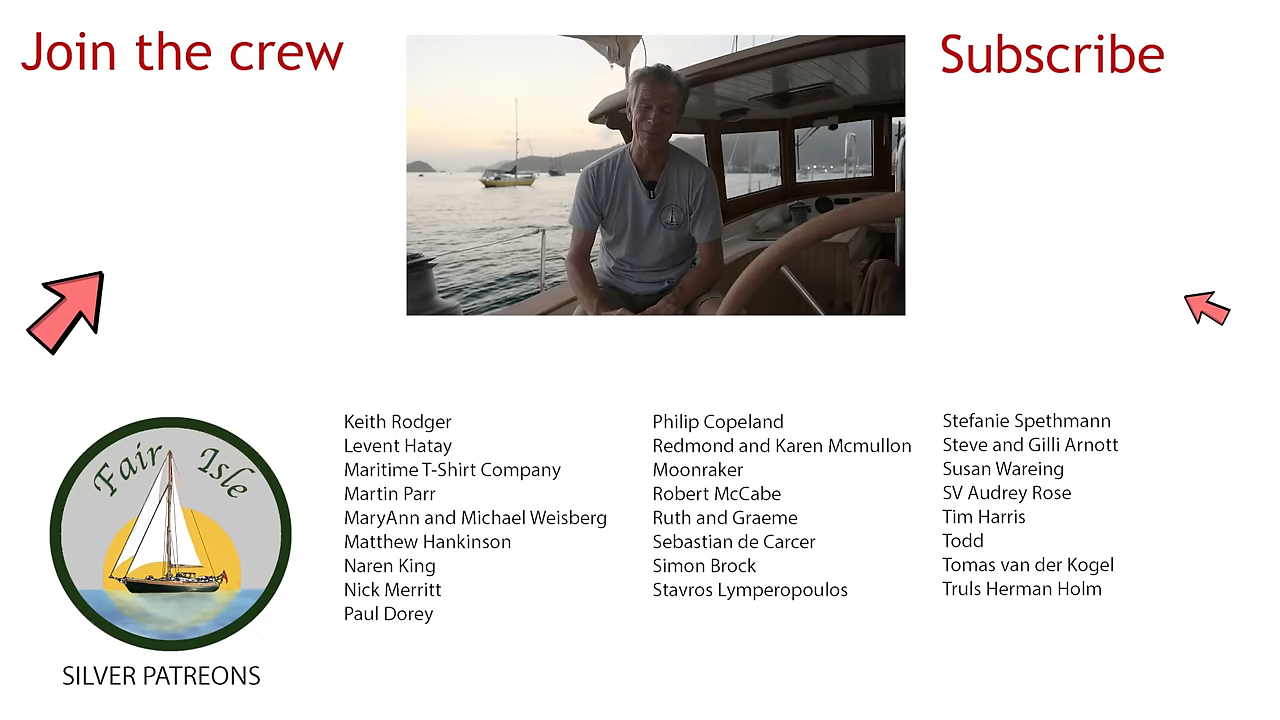 Join the crew
Subscribe
Fair Isle
SILVER PATREONS
Keith Rodger
Levent Hatay
Maritime T-Shirt Company
Martin Parr
MaryAnn and Michael Weisberg
Matthew Hankinson
Naren King
Nick Merritt
Paul Dorey
Philip Copeland
Redmond and Karen Mcmullon
Moonraker
Robert McCabe
Ruth and Graeme
Sebastian de Carcer
Simon Brock
Stavros Lymperopoulos
Stefanie Spethmann
Steve and Gilli Arnott
Susan Wareing
SV Audrey Rose
Tim Harris
Todd
Tomas van der Kogel
Truls Herman Holm